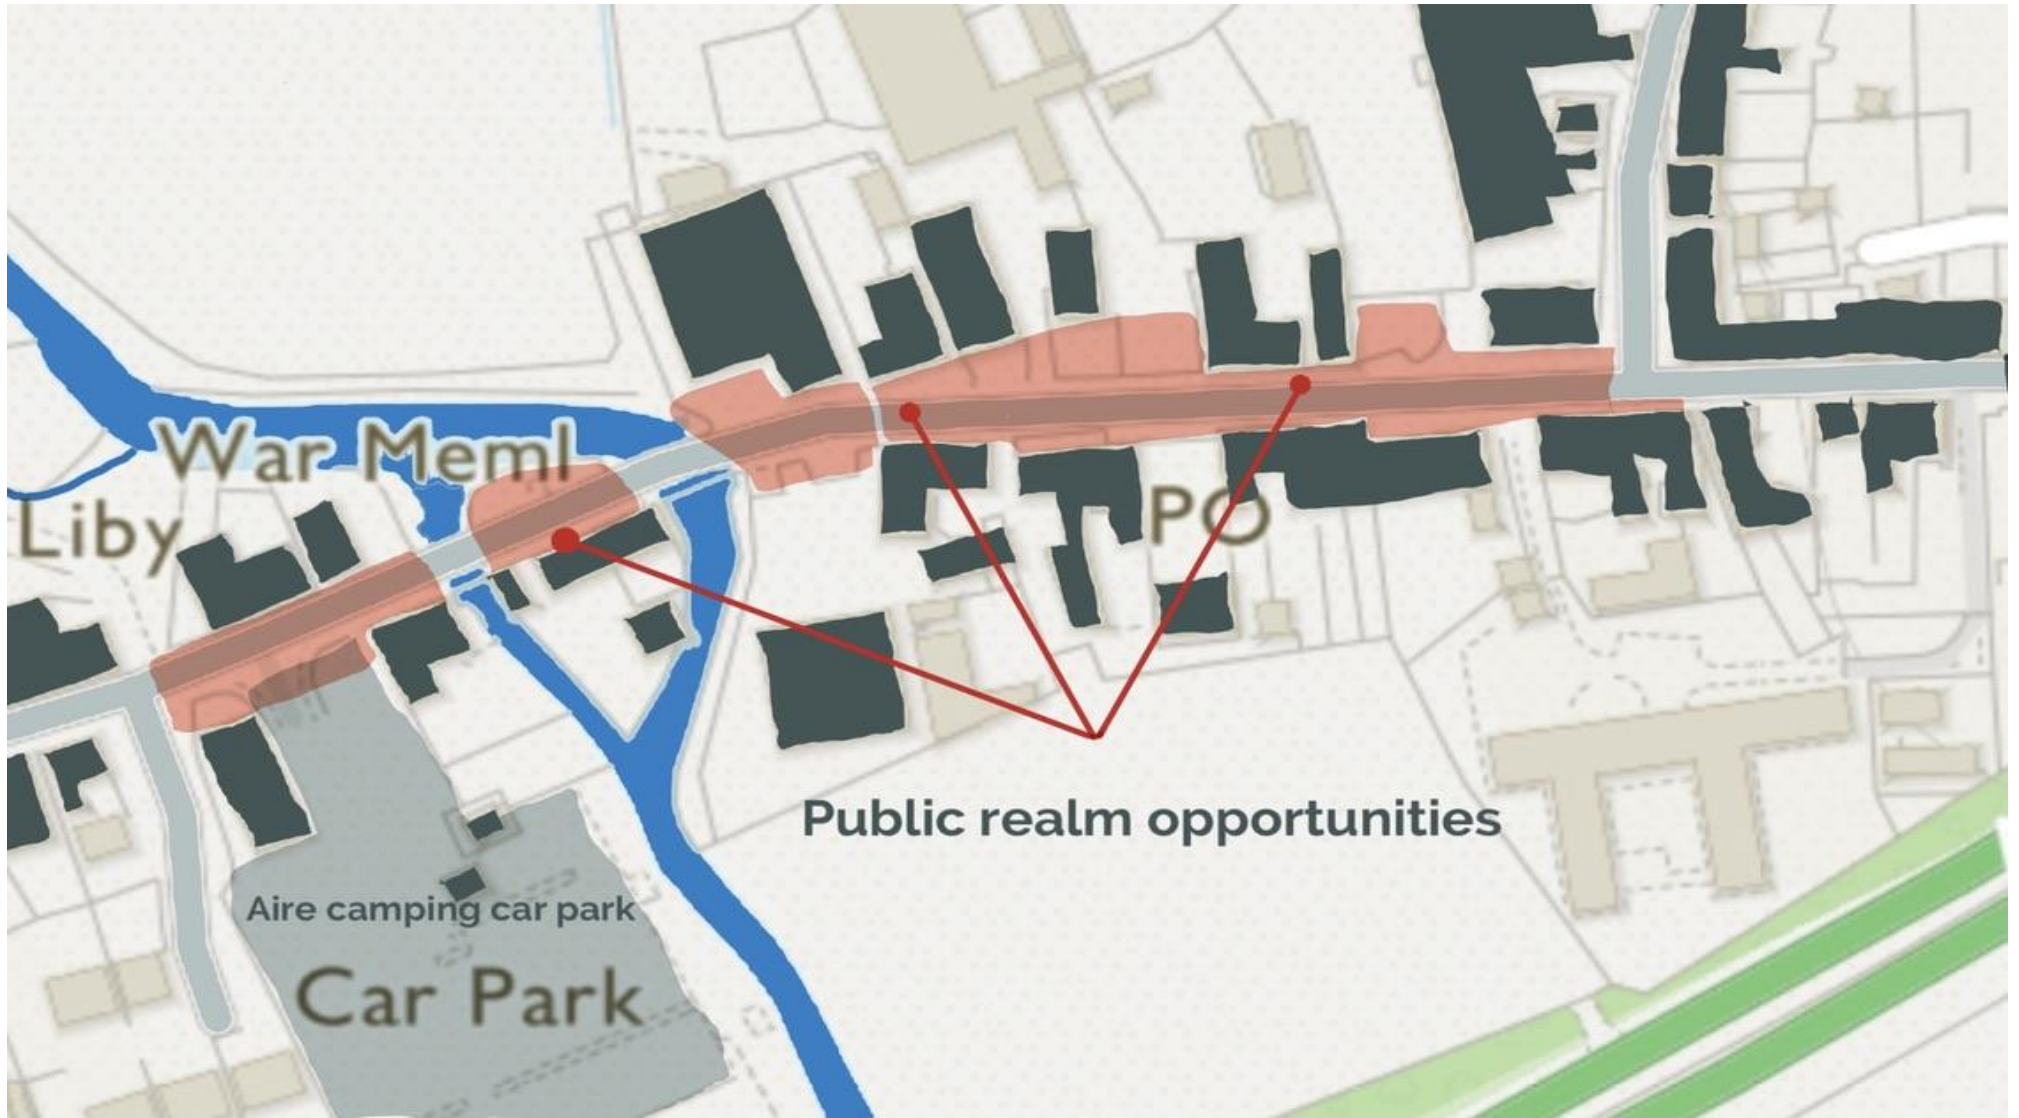 War Meml
Liby
PO
Public realm opportunities
Aire camping car park
Car Park